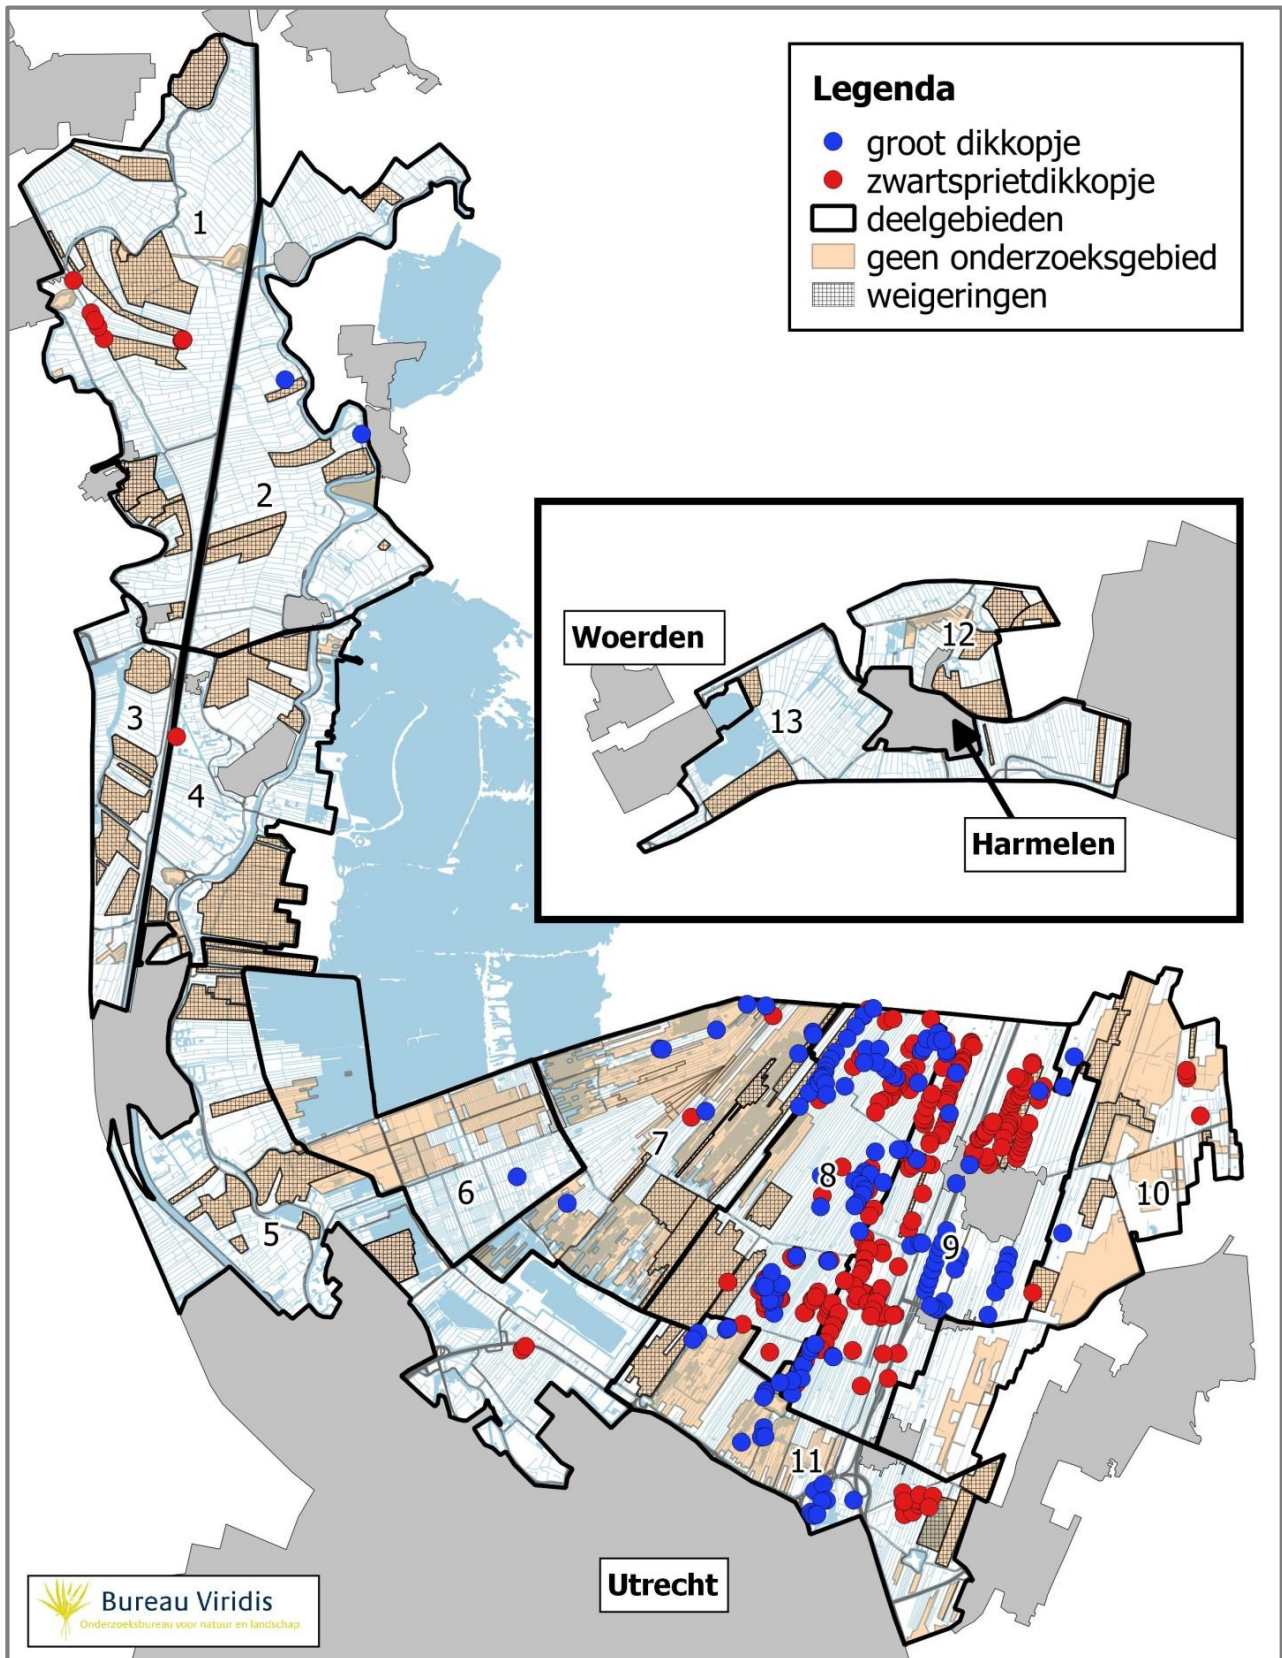 Legenda
groot dikkopje
zwartsprietdikkopje
deelgebieden
geen onderzoeksgebied
weigeringen
1
2
3
4
5
6
7
8
9
10
11
Woerden
12
13
Harmelen
Utrecht
Bureau Viridis
Onderzoeksbureau voor natuur en landschap